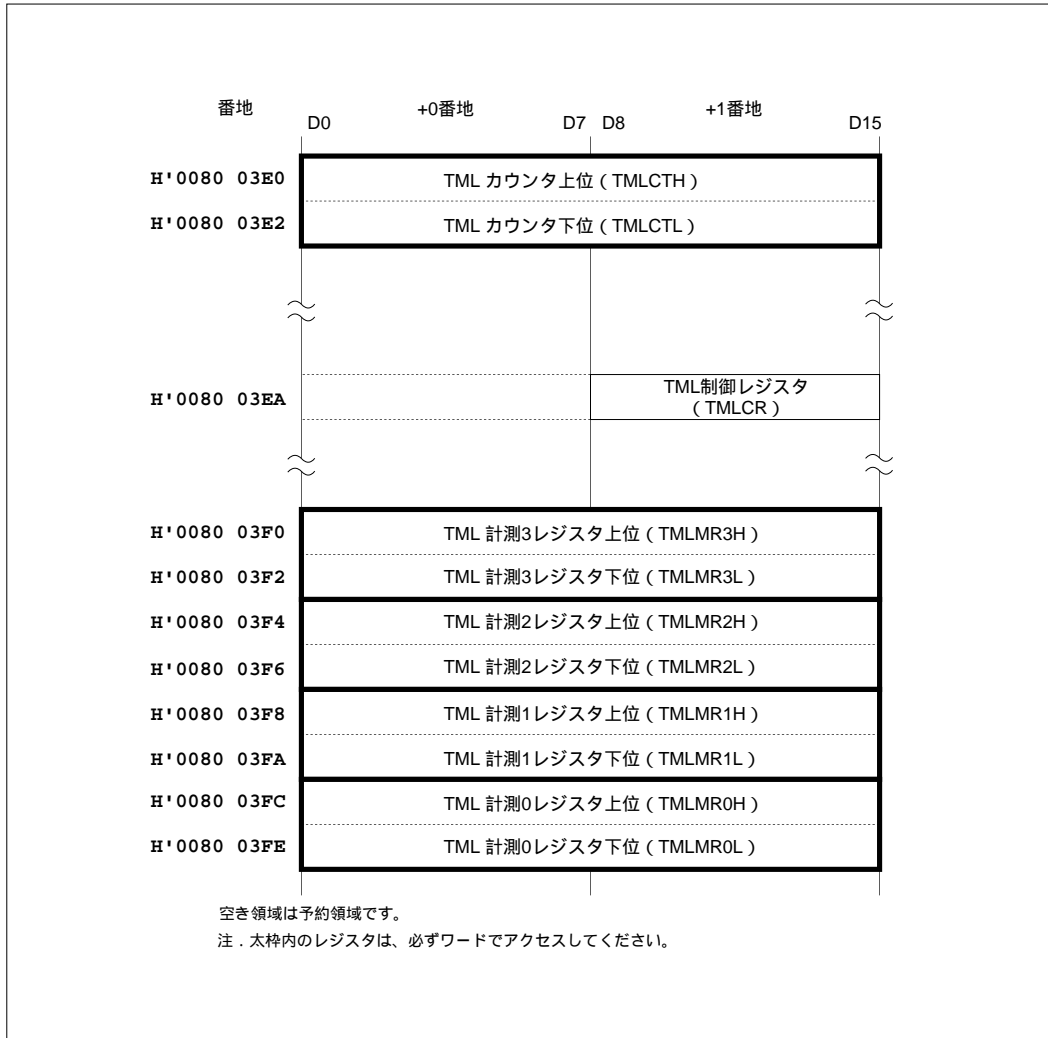 番地 +0番地 +1番地
D0 D7 D8 D15
H'0080 03E0 TML カウンタ上位 ( TMLCTH )
H'0080 03E2 TML カウンタ下位 ( TMLCTL )
H'0080 03EA TML制御レジスタ
( TMLCR )
H'0080 03F0 TML 計測3レジスタ上位 ( TMLMR3H )
H'0080 03F2 TML 計測3レジスタ下位 ( TMLMR3L )
H'0080 03F4 TML 計測2レジスタ上位 ( TMLMR2H )
H'0080 03F6 TML 計測2レジスタ下位 ( TMLMR2L )
H'0080 03F8 TML 計測1レジスタ上位 ( TMLMR1H )
H'0080 03FA TML 計測1レジスタ下位 ( TMLMR1L )
H'0080 03FC TML 計測0レジスタ上位 ( TMLMR0H )
H'0080 03FE TML 計測0レジスタ下位 ( TMLMR0L )
空き領域は予約領域です。
注．太枠内のレジスタは、必ずワードでアクセスしてください。